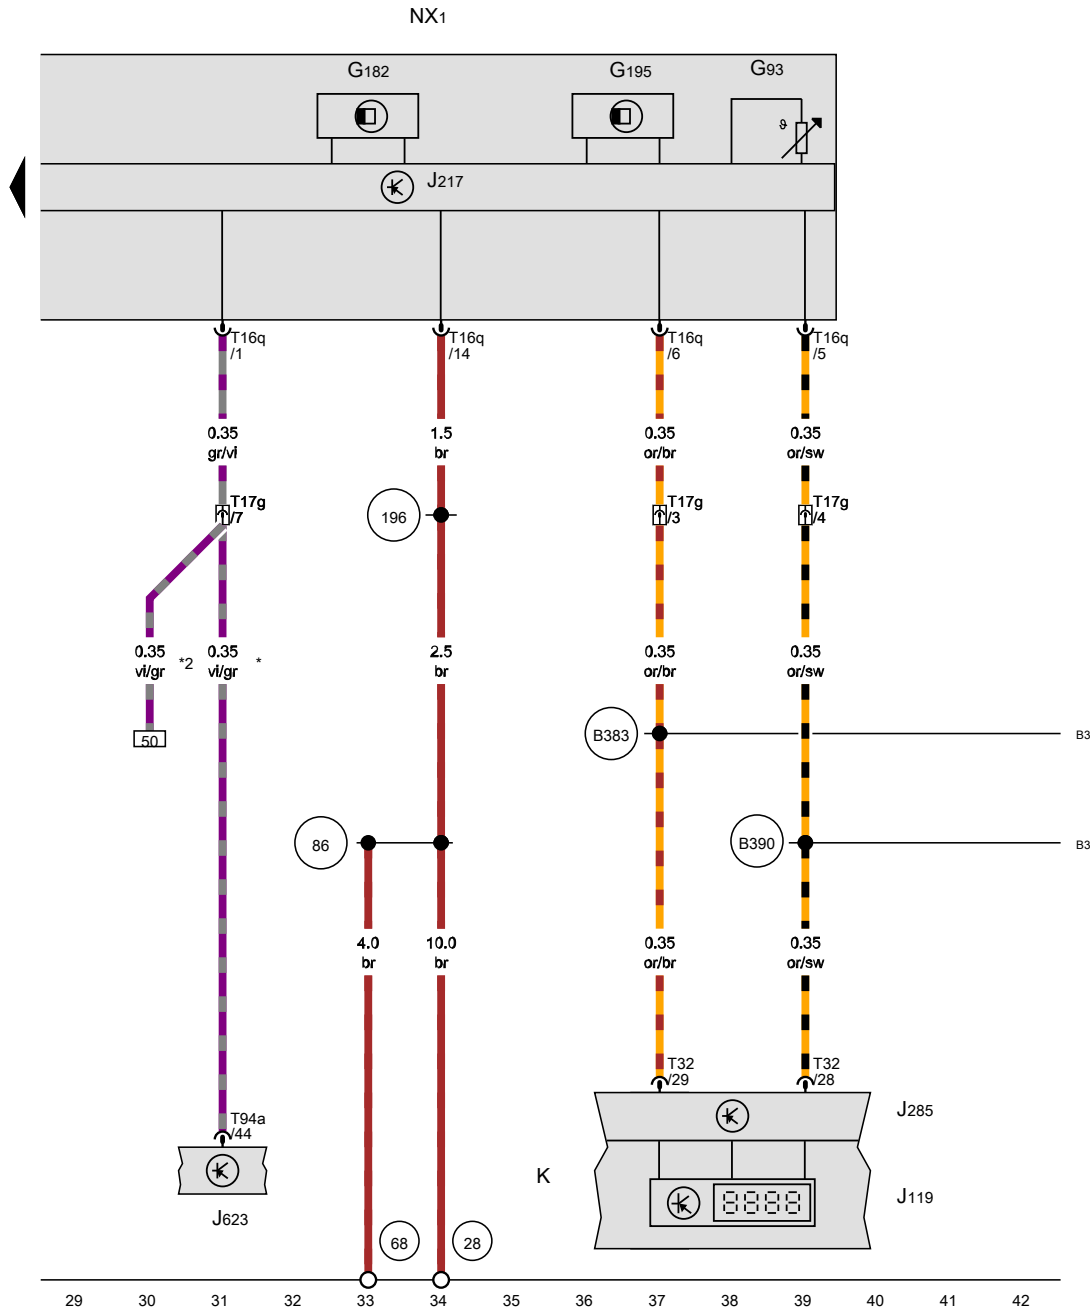 NX1
G182
G195
G93
J217
T16q
/1
T16q
/14
T16q
/6
T16q
/5
0.35
gr/vi
1.5
br
0.35
or/br
0.35
or/sw
T17g
/7
196
T17g
/3
T17g
/4
0.35
vi/gr
*2
0.35
vi/gr
*
2.5
br
0.35
or/br
0.35
or/sw
50
B383
B3
86
B390
B3
4.0
br
10.0
br
0.35
or/br
0.35
or/sw
T32
/29
T32
/28
T94a
/44
J285
K
J119
8888
J623
68
28
29 30 31 32 33 34 35 36 37 38 39 40 41 42